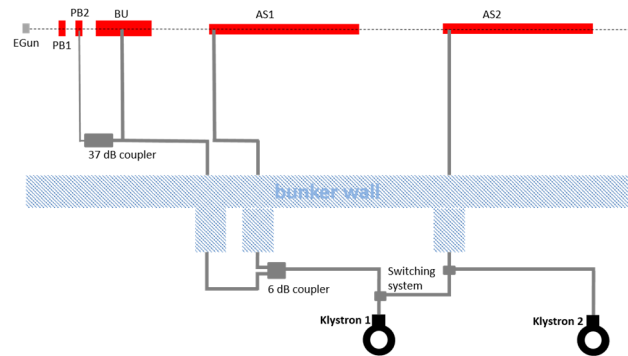 PB2
BU
AS1
AS2
EGun
PB1
37 dB coupler
bunker wall
Switching
system
6 dB coupler
Klystron 1
Klystron 2